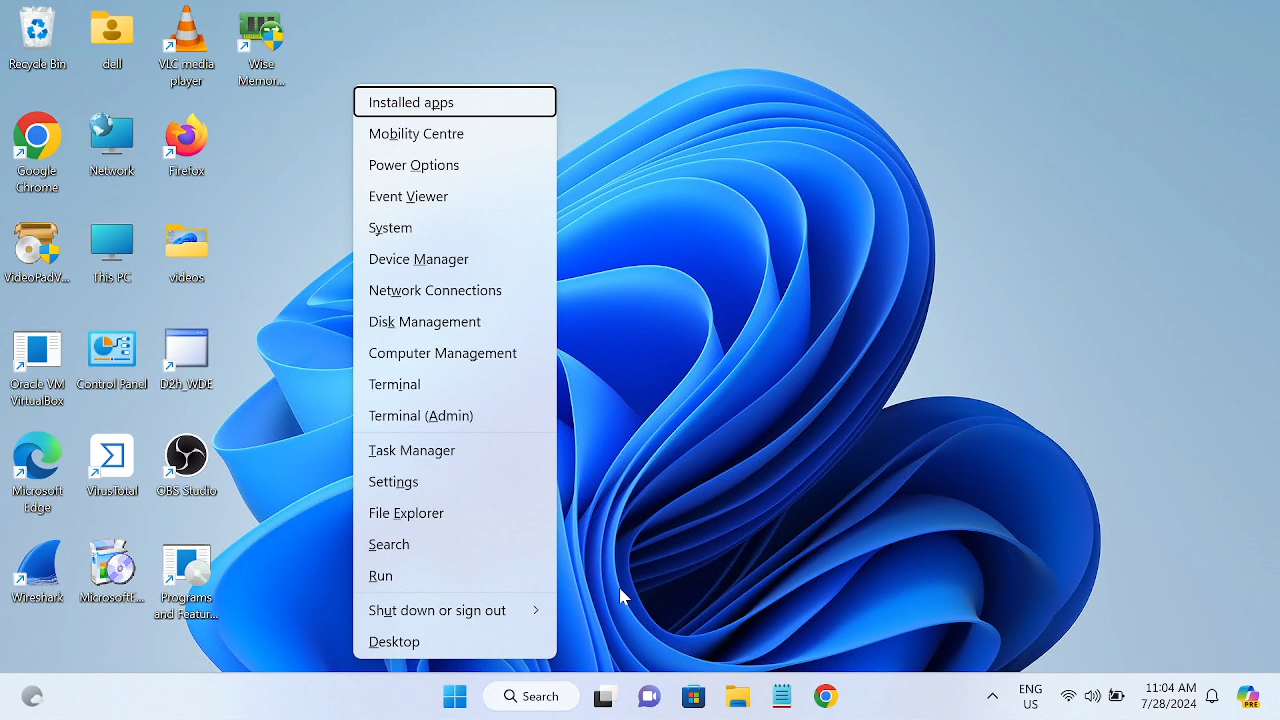 Recycle Bin
dell
VLC media
player
Wise
Memor...
Google
Chrome
Network
Firefox
VideoPadV...
This PC
videos
Oracle VM
VirtualBox
Control Panel
D2h_WDE
Microsoft
Edge
VirusTotal
OBS Studio
Wireshark
MicrosoftE...
Programs
and Featur...
Installed apps
Mobility Centre
Power Options
Event Viewer
System
Device Manager
Network Connections
Disk Management
Computer Management
Terminal
Terminal (Admin)
Task Manager
Settings
File Explorer
Search
Run
Shut down or sign out
Desktop
Search
ENG
US
11:04 AM
7/28/2024
PRE